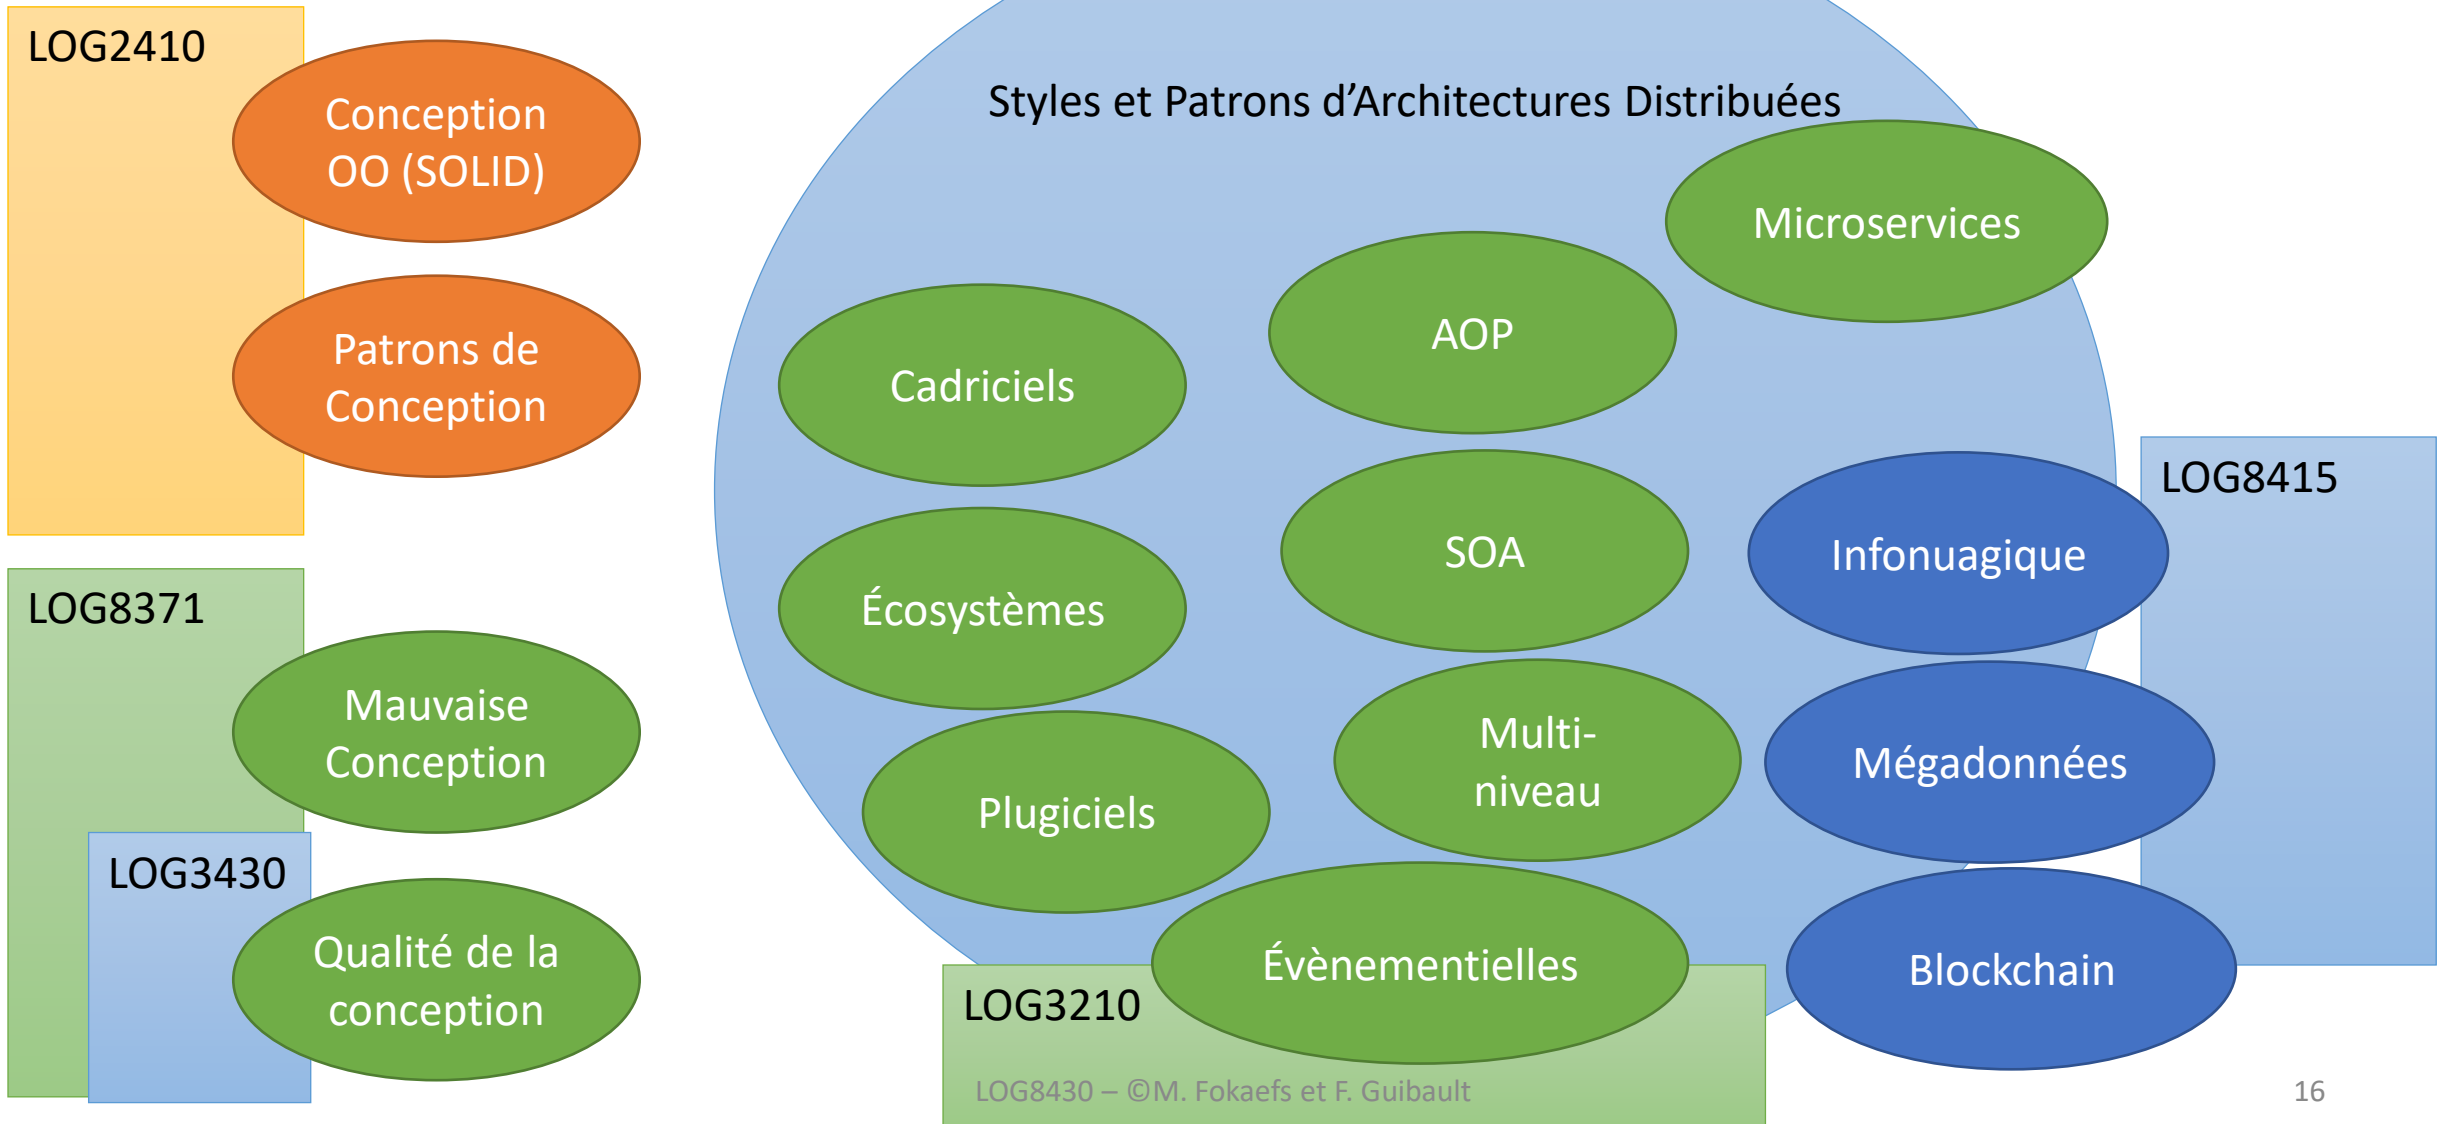 LOG2410
Conception
OO (SOLID)
Patrons de
Conception
LOG8371
Mauvaise
Conception
LOG3430
Qualité de la
conception
Styles et Patrons d’Architectures Distribuées
Microservices
AOP
Cadriciels
SOA
Écosystèmes
Multi-
niveau
Plugiciels
Évènementielles
LOG3210
LOG8415
Infonuagique
Mégadonnées
Blockchain
LOG8430 – ©M. Fokaefs et F. Guibault
16